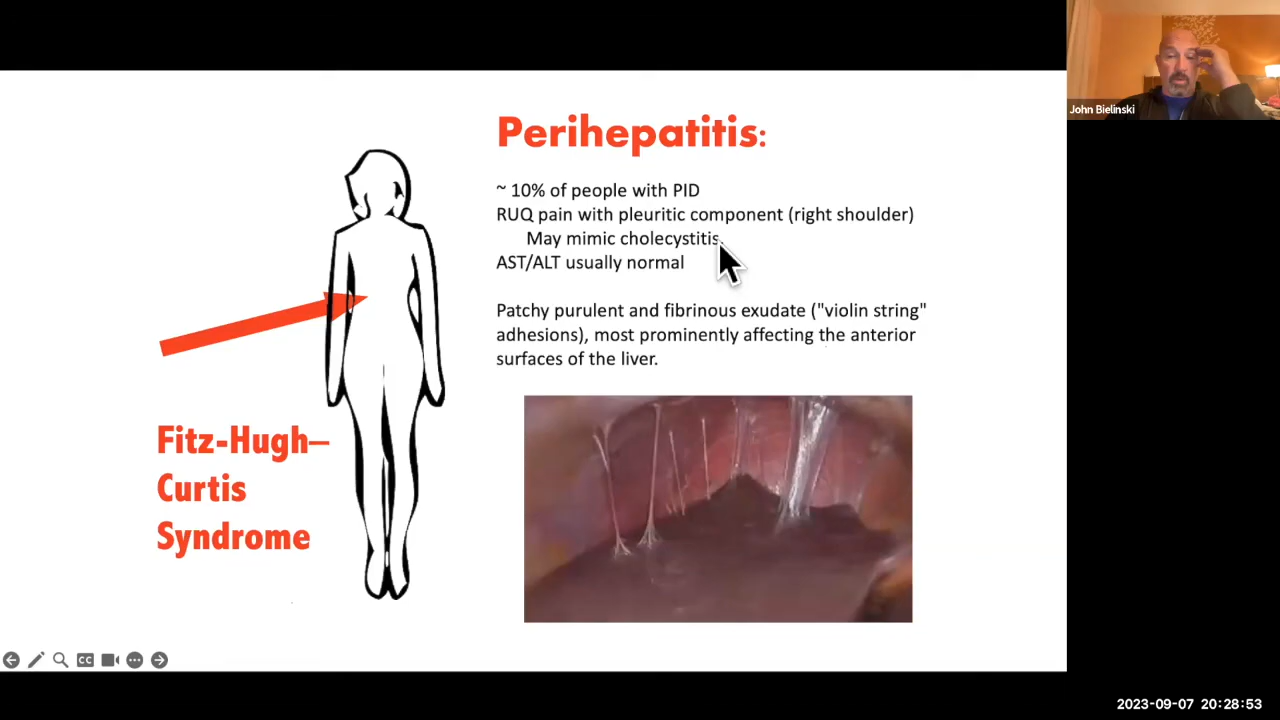 John Bielinski
Perihepatitis:
~ 10% of people with PID
RUQ pain with pleuritic component (right shoulder)
May mimic cholecystitis.
AST/ALT usually normal
Patchy purulent and fibrinous exudate ("violin string"
adhesions), most prominently affecting the anterior
surfaces of the liver.
Fitz-Hugh–
Curtis
Syndrome
CC
2023-09-07 20:28:53